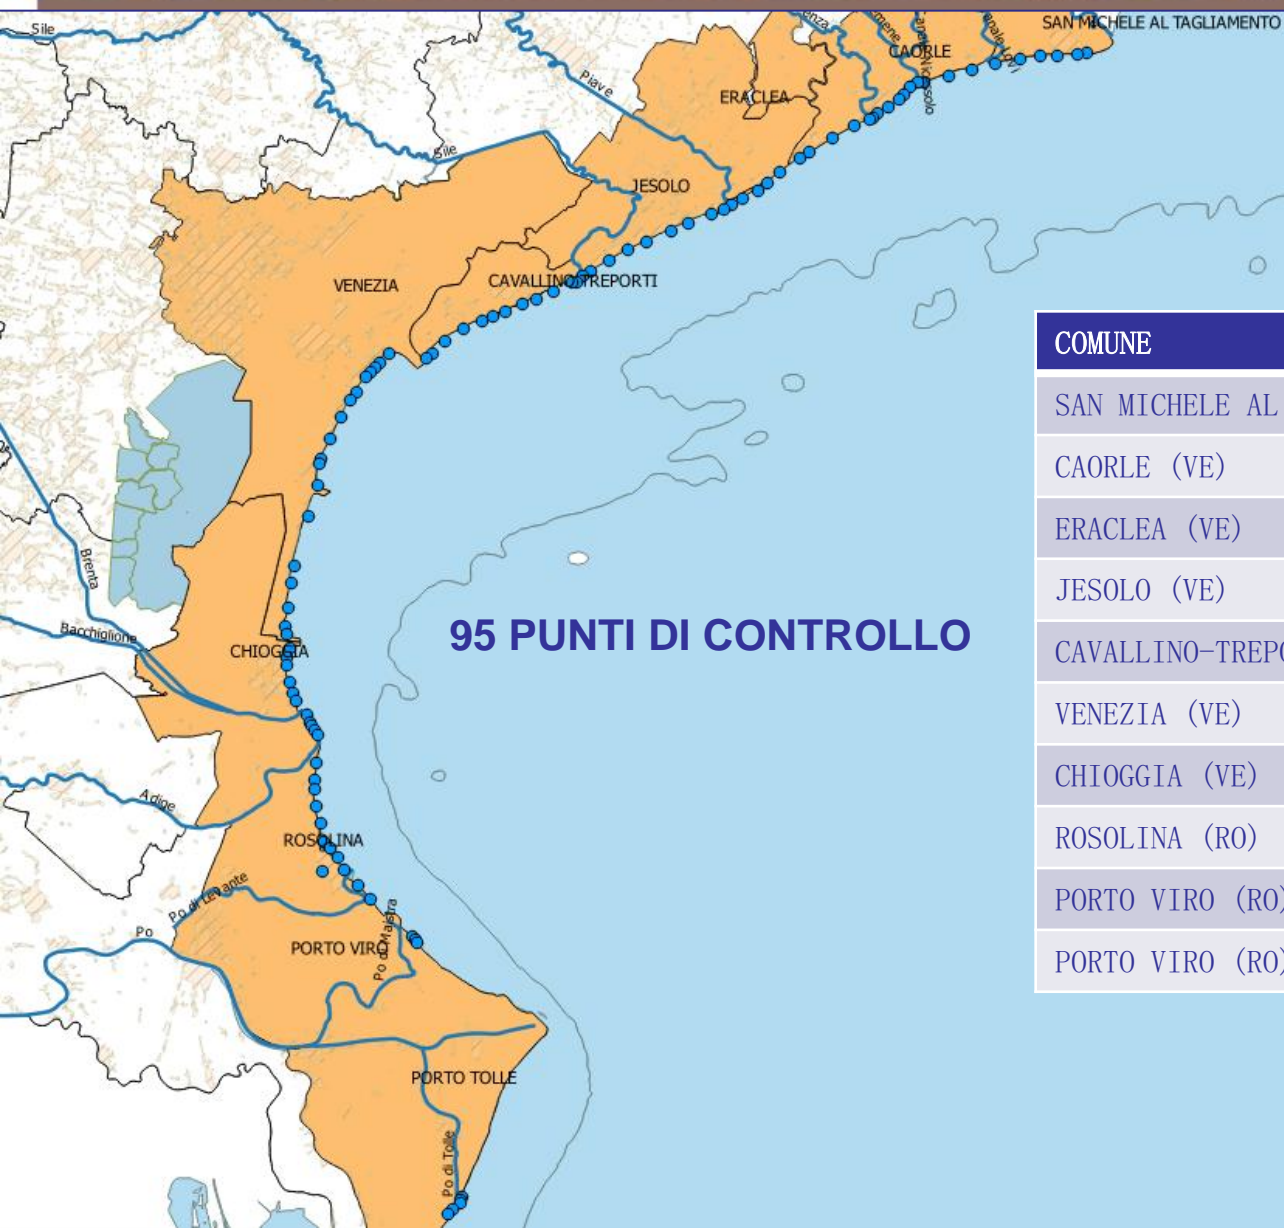 SAN MICHELE AL TAGLIAMENTO
Sile
CAORLE
Piave
ERACLEA
Sile
JESOLO
VENEZIA
CAVALLINO-TREPORTI
Brenta
Bacchiglione
CHIOGGIA
95 PUNTI DI CONTROLLO
Adige
ROSOLINA
Po di Levante
Po
PORTO VIRO
Po di Maistra
PORTO TOLLE
Po di Tolle
COMUNE
SAN MICHELE AL
CAORLE (VE)
ERACLEA (VE)
JESOLO (VE)
CAVALLINO-TREPO
VENEZIA (VE)
CHIOGGIA (VE)
ROSOLINA (RO)
PORTO VIRO (RO)
PORTO VIRO (RO)